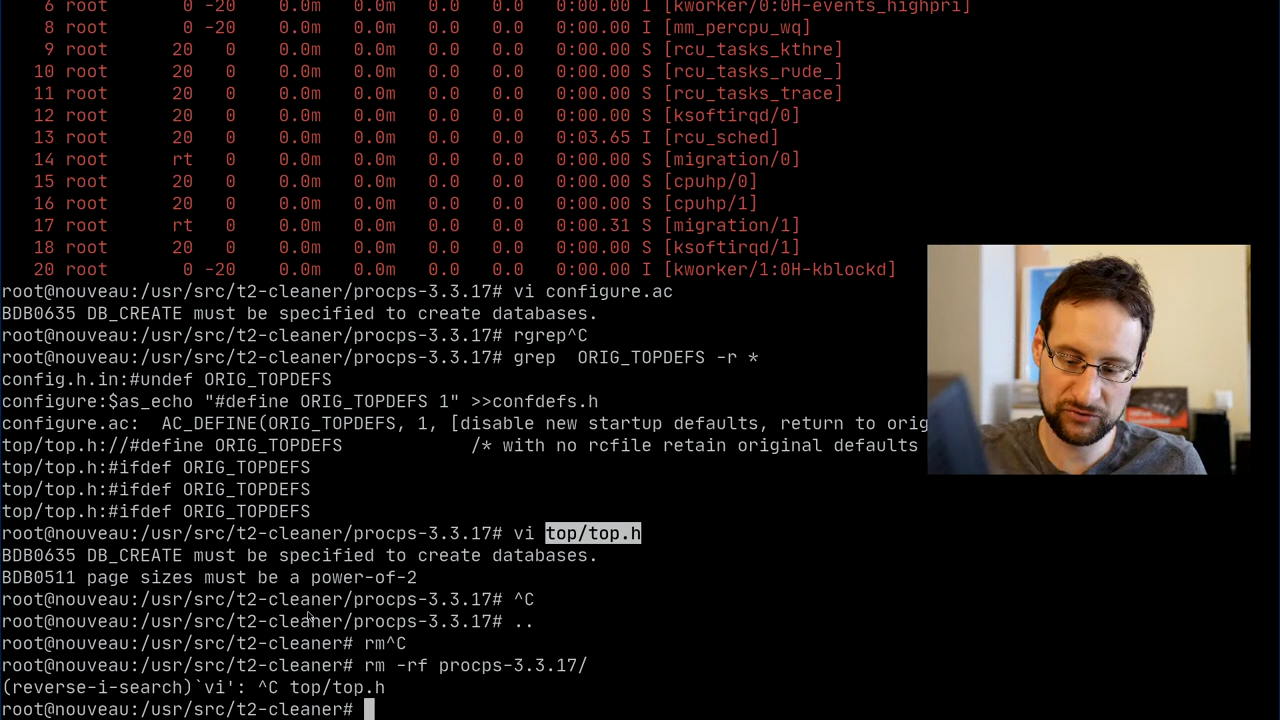 6 root 0 -20 0.0m 0.0m 0.0 0.0 0:00.00 I [kworker/0:0H-events_highpri]
8 root 0 -20 0.0m 0.0m 0.0 0.0 0:00.00 I [mm_percpu_wq]
9 root 20 0 0.0m 0.0m 0.0 0.0 0:00.00 S [rcu_tasks_kthre]
10 root 20 0 0.0m 0.0m 0.0 0.0 0:00.00 S [rcu_tasks_rude_]
11 root 20 0 0.0m 0.0m 0.0 0.0 0:00.00 S [rcu_tasks_trace]
12 root 20 0 0.0m 0.0m 0.0 0.0 0:00.00 S [ksoftirqd/0]
13 root 20 0 0.0m 0.0m 0.0 0.0 0:03.65 I [rcu_sched]
14 root rt 0 0.0m 0.0m 0.0 0.0 0:00.00 S [migration/0]
15 root 20 0 0.0m 0.0m 0.0 0.0 0:00.00 S [cpuhp/0]
16 root 20 0 0.0m 0.0m 0.0 0.0 0:00.00 S [cpuhp/1]
17 root rt 0 0.0m 0.0m 0.0 0.0 0:00.31 S [migration/1]
18 root 20 0 0.0m 0.0m 0.0 0.0 0:00.00 S [ksoftirqd/1]
20 root 0 -20 0.0m 0.0m 0.0 0.0 0:00.00 I [kworker/1:0H-kblockd]
root@nouveau:/usr/src/t2-cleaner/procps-3.3.17# vi configure.ac
BDB0635 DB_CREATE must be specified to create databases.
root@nouveau:/usr/src/t2-cleaner/procps-3.3.17# rgrep^C
root@nouveau:/usr/src/t2-cleaner/procps-3.3.17# grep  ORIG_TOPDEFS -r *
config.h.in:#undef ORIG_TOPDEFS
configure:$as_echo "#define ORIG_TOPDEFS 1" >>confdefs.h
configure.ac:  AC_DEFINE(ORIG_TOPDEFS, 1, [disable new startup defaults, return to orig
top/top.h://#define ORIG_TOPDEFS            /* with no rcfile retain original defaults
top/top.h:#ifdef ORIG_TOPDEFS
top/top.h:#ifdef ORIG_TOPDEFS
top/top.h:#ifdef ORIG_TOPDEFS
root@nouveau:/usr/src/t2-cleaner/procps-3.3.17# vi top/top.h
BDB0635 DB_CREATE must be specified to create databases.
BDB0511 page sizes must be a power-of-2
root@nouveau:/usr/src/t2-cleaner/procps-3.3.17# ^C
root@nouveau:/usr/src/t2-cleaner/procps-3.3.17# ..
root@nouveau:/usr/src/t2-cleaner# rm^C
root@nouveau:/usr/src/t2-cleaner# rm -rf procps-3.3.17/
(reverse-i-search)`vi': ^C top/top.h
root@nouveau:/usr/src/t2-cleaner#